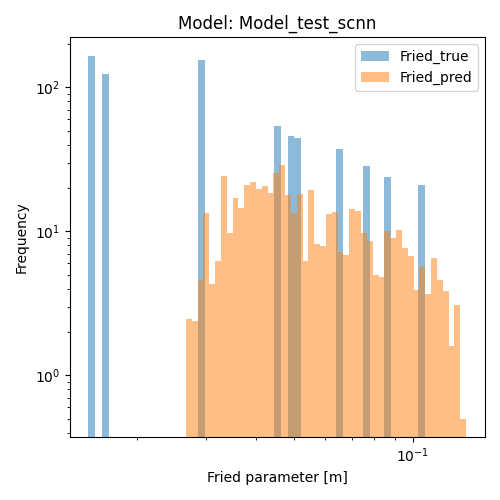 Model: Model_test_scnn
Fried_true
Fried_pred
Frequency
10²
10¹
10⁰
10⁻¹
Fried parameter [m]